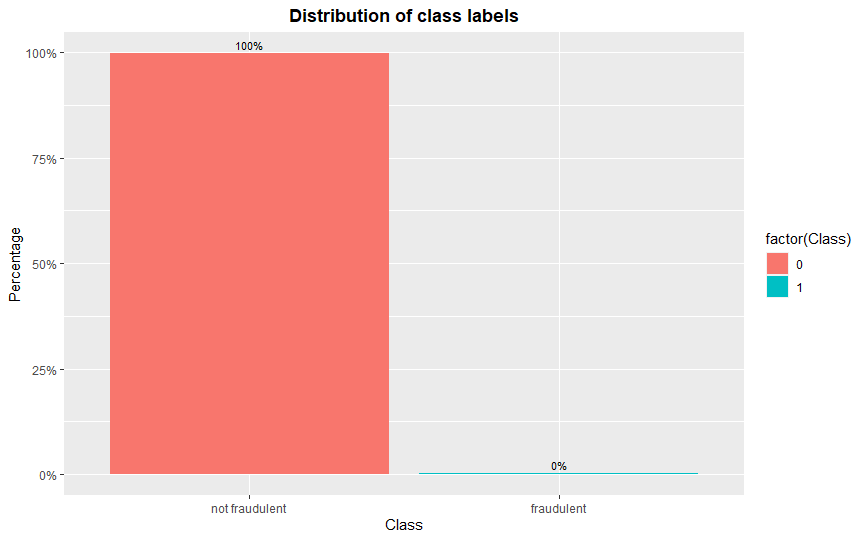 Distribution of class labels
100%
100%
75%
50%
25%
0%
0%
Percentage
not fraudulent
fraudulent
Class
factor(Class)
0
1